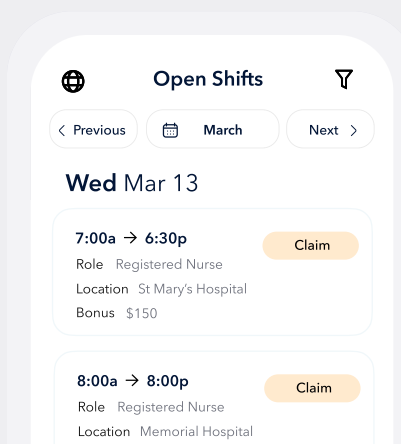 Open Shifts
Previous March Next
Wed Mar 13
7:00a → 6:30p Claim
Role Registered Nurse
Location St Mary's Hospital
Bonus $150
8:00a → 8:00p Claim
Role Registered Nurse
Location Memorial Hospital